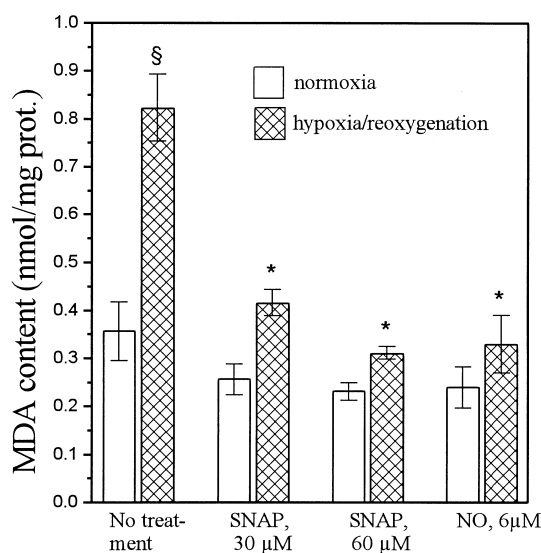 MDA content (nmol/mg prot.)
1.0
0.9
0.8
0.7
0.6
0.5
0.4
0.3
0.2
0.1
0.0
§
normoxia
hypoxia/reoxygenation
*
*
*
No treat-
ment
SNAP,
30 µM
SNAP,
60 µM
NO, 6µM